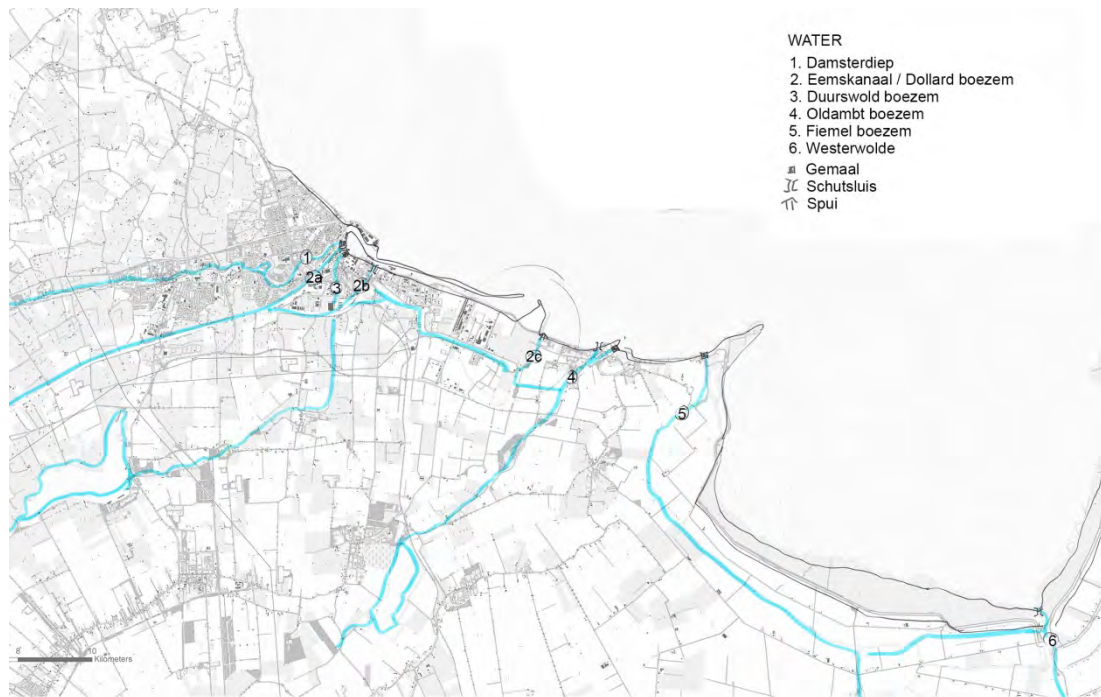 WATER
1. Damsterdiep
2. Eemskanaal / Dollard boezem
3. Duurswold boezem
4. Oldambt boezem
5. Fiemel boezem
6. Westerwolde
Gemaal
Schutsluis
Spui
1
2a
3
2b
2c
4
5
6
10
Kilometers